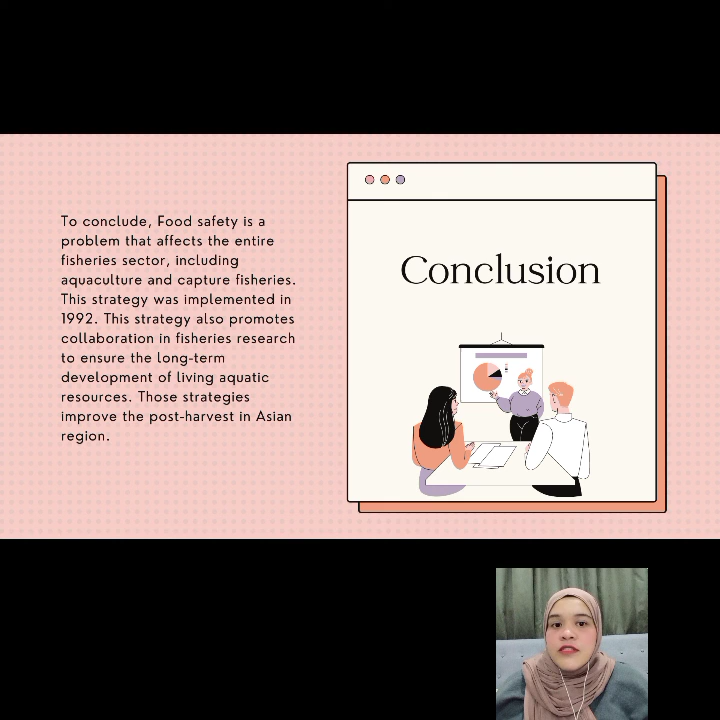 To conclude, Food safety is a
problem that affects the entire
fisheries sector, including
aquaculture and capture fisheries.
This strategy was implemented in
1992. This strategy also promotes
collaboration in fisheries research
to ensure the long-term
development of living aquatic
resources. Those strategies
improve the post-harvest in Asian
region.
Conclusion